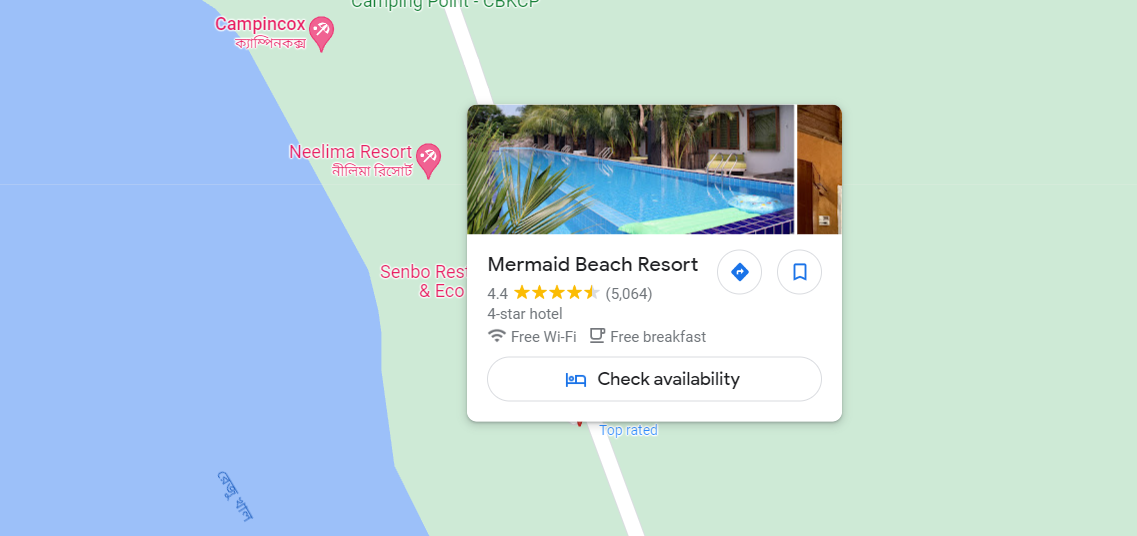 Camping Point - CBKCP
Campincox
ক্যাম্পিনকক্স
Neelima Resort
নীলিমা রিসোর্ট
Senbo Rest
& Eco
Mermaid Beach Resort
4.4 (5,064)
4-star hotel
Free Wi-Fi Free breakfast
Check availability
Top rated
রেজু খাল